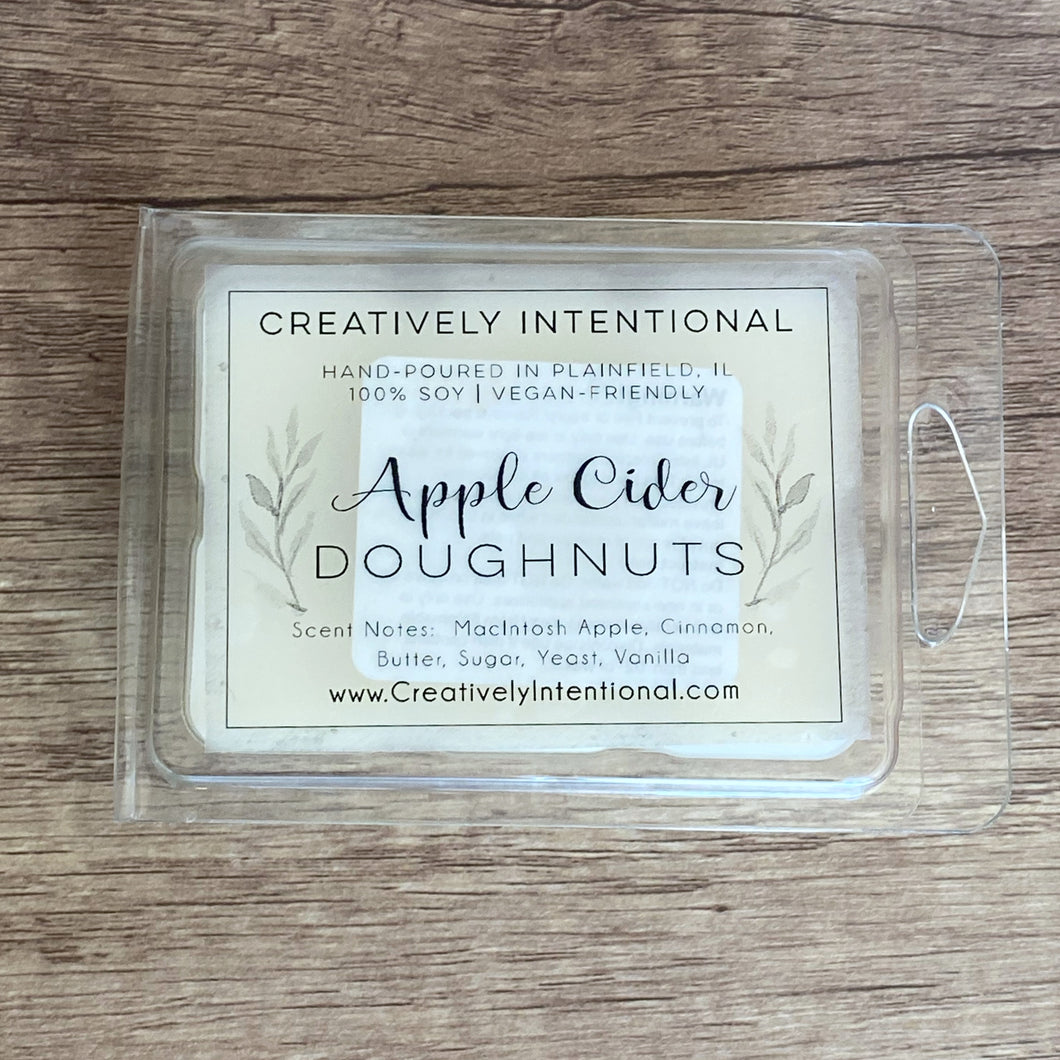 CREATIVELY INTENTIONAL
HAND-POURED IN PLAINFIELD, IL
100% SOY | VEGAN-FRIENDLY
Apple Cider
DOUGHNUTS
Scent Notes: MacIntosh Apple, Cinnamon,
Butter, Sugar, Yeast, Vanilla
www.CreativelyIntentional.com